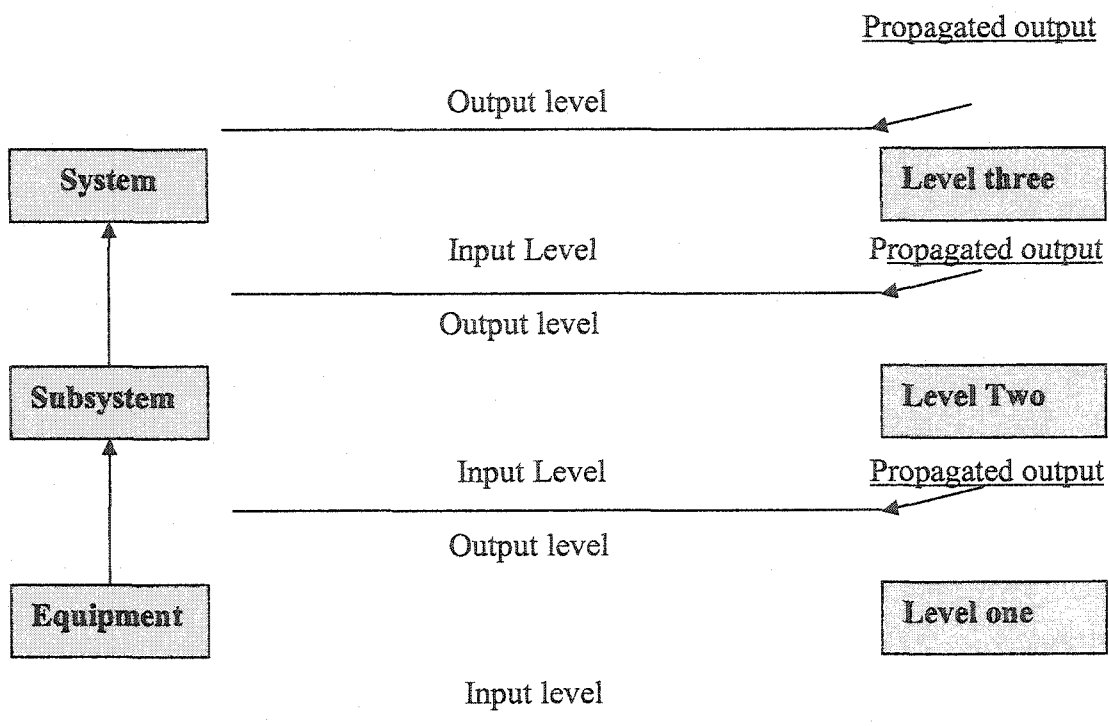 Propagated output
Output level
System
Level three
Input Level
Propagated output
Output level
Subsystem
Level Two
Input Level
Propagated output
Output level
Equipment
Level one
Input level